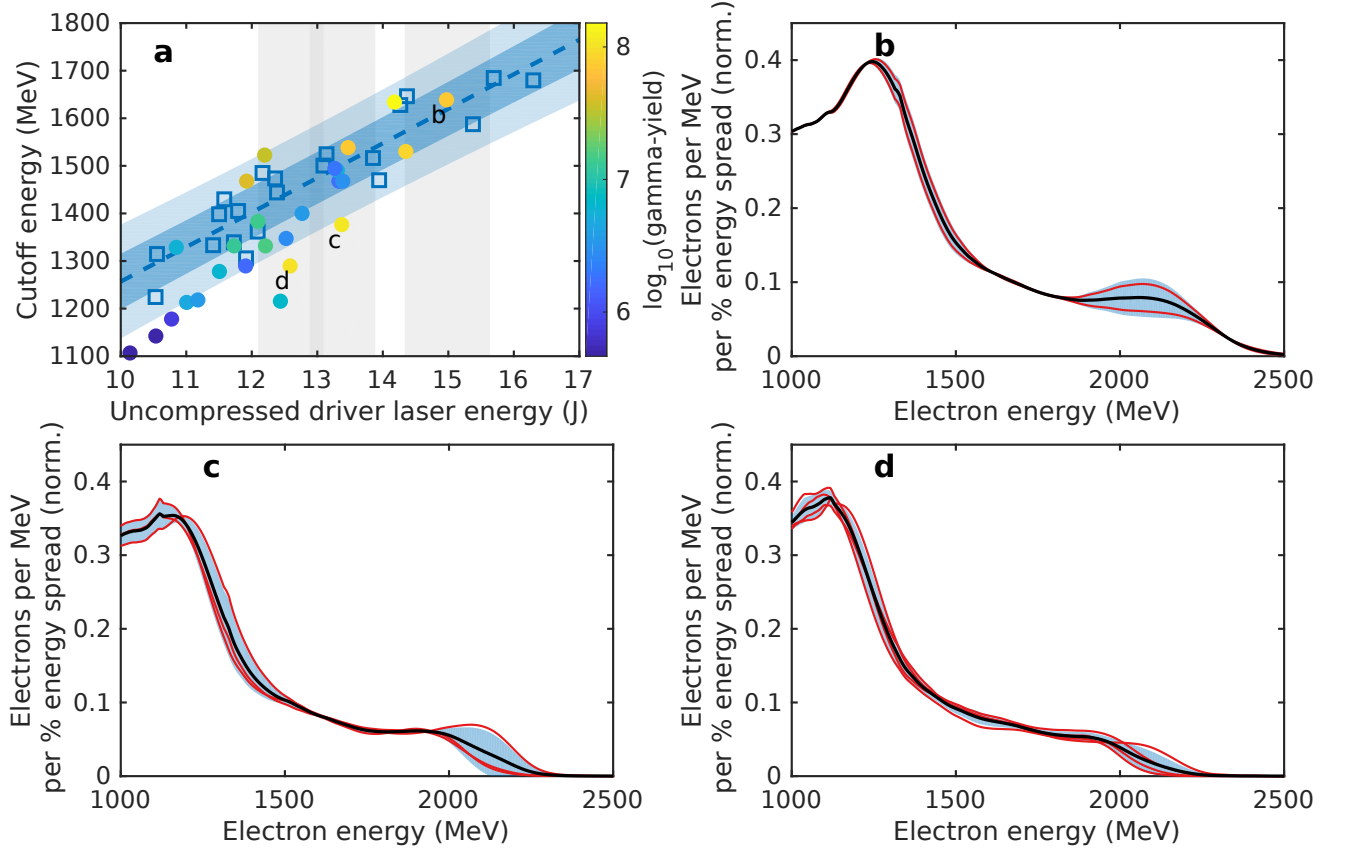 a
1800
1700
1600
1500
1400
1300
1200
1100
Cutoff energy (MeV)
10 11 12 13 14 15 16 17
Uncompressed driver laser energy (J)
b
c
d
8
7
6
log10(gamma-yield)
b
0.4
0.3
0.2
0.1
0
Electrons per MeV
per % energy spread (norm.)
1000 1500 2000 2500
Electron energy (MeV)
c
0.4
0.3
0.2
0.1
0
Electrons per MeV
per % energy spread (norm.)
1000 1500 2000 2500
Electron energy (MeV)
d
0.4
0.3
0.2
0.1
0
Electrons per MeV
per % energy spread (norm.)
1000 1500 2000 2500
Electron energy (MeV)